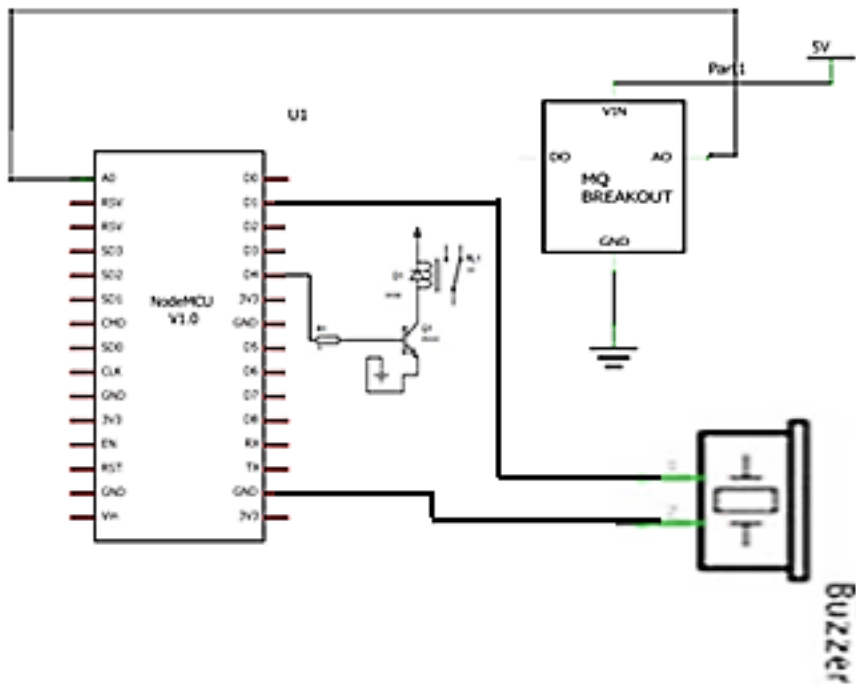 5V
Part1
U1
VIN
DO
AO
MQ
BREAKOUT
GND
A0
RSV
RSV
SD3
SD2
SD1
CMD
SD0
CLK
GND
3V3
EN
RST
GND
Vin
NodeMCU
V1.0
D0
D1
D2
D3
D4
3V3
GND
D5
D6
D7
D8
RX
TX
GND
3V3
Buzzer